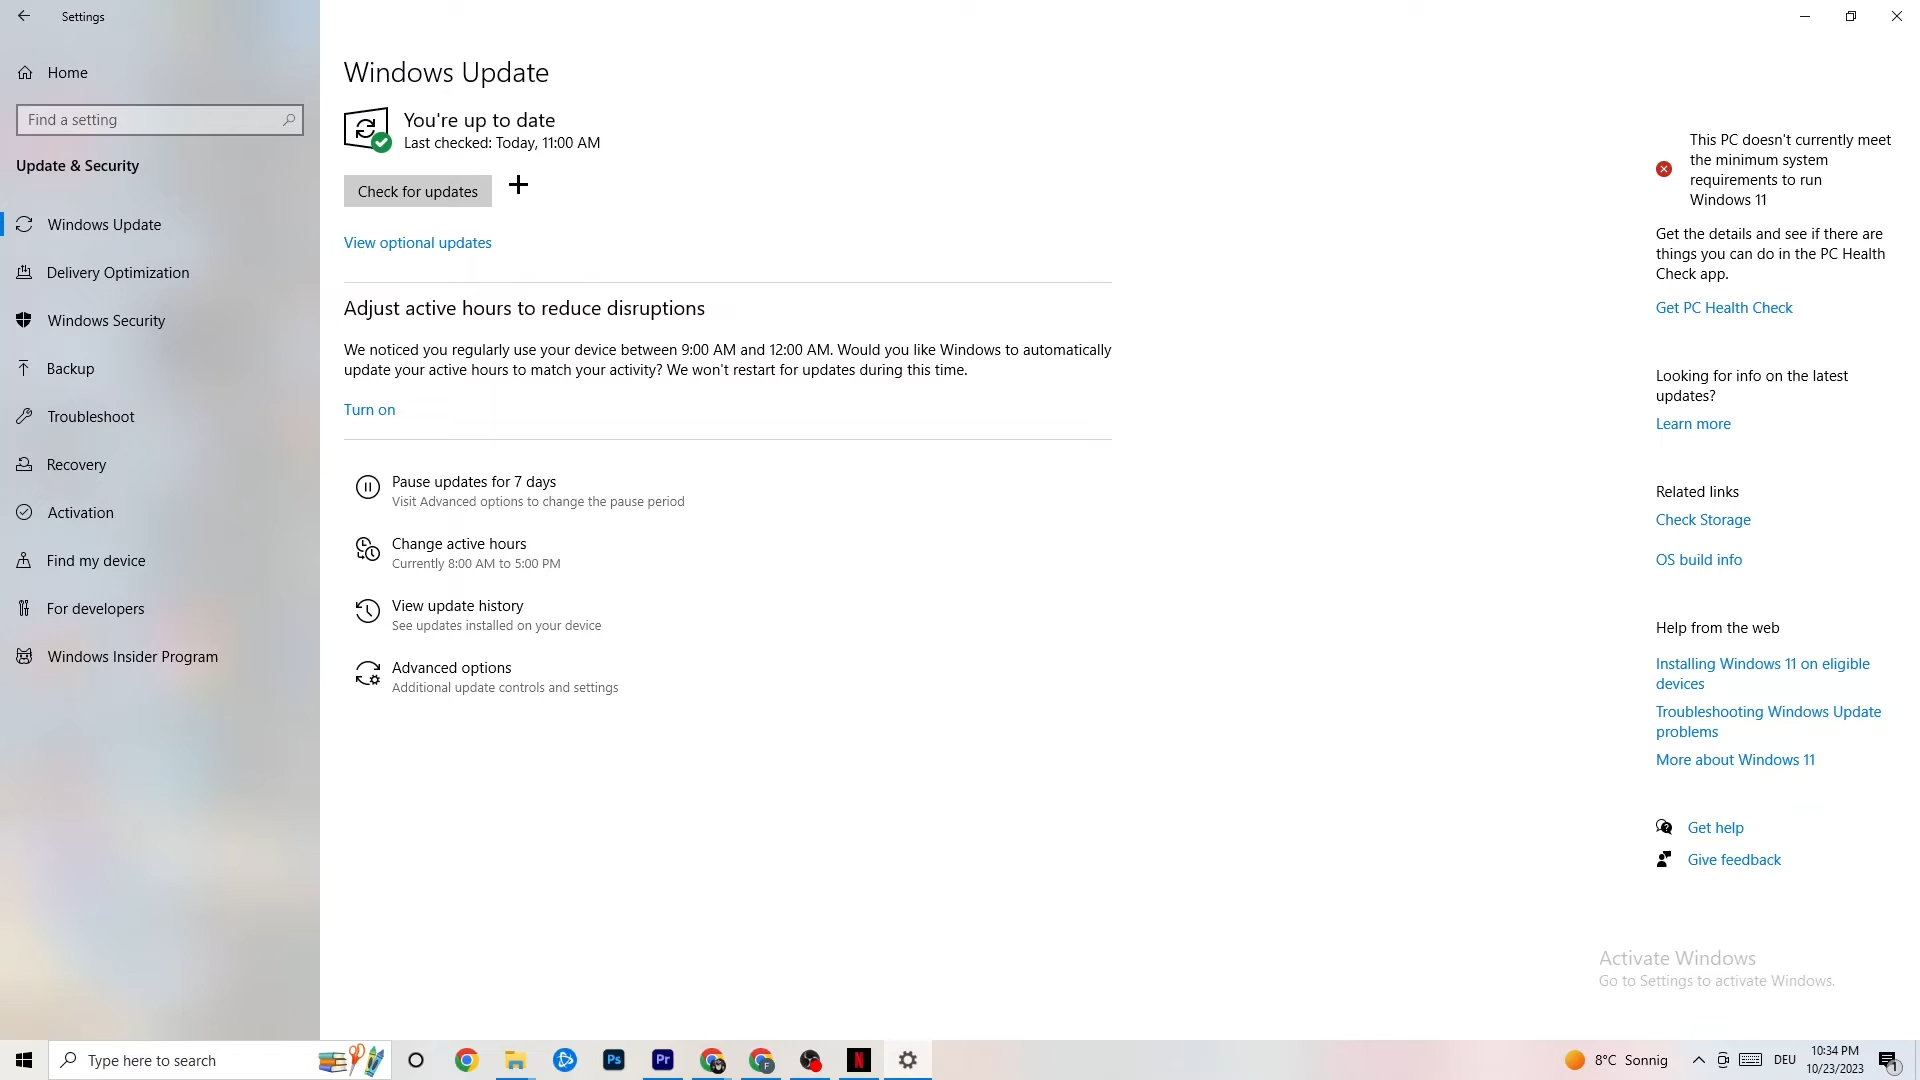 Settings
Home
Find a setting
Update & Security
Windows Update
Delivery Optimization
Windows Security
Backup
Troubleshoot
Recovery
Activation
Find my device
For developers
Windows Insider Program
Windows Update
You're up to date
Last checked: Today, 11:00 AM
Check for updates
View optional updates
Adjust active hours to reduce disruptions
We noticed you regularly use your device between 9:00 AM and 12:00 AM. Would you like Windows to automatically
update your active hours to match your activity? We won't restart for updates during this time.
Turn on
Pause updates for 7 days
Visit Advanced options to change the pause period
Change active hours
Currently 8:00 AM to 5:00 PM
View update history
See updates installed on your device
Advanced options
Additional update controls and settings
This PC doesn't currently meet
the minimum system
requirements to run
Windows 11
Get the details and see if there are
things you can do in the PC Health
Check app.
Get PC Health Check
Looking for info on the latest
updates?
Learn more
Related links
Check Storage
OS build info
Help from the web
Installing Windows 11 on eligible
devices
Troubleshooting Windows Update
problems
More about Windows 11
Get help
Give feedback
Activate Windows
Go to Settings to activate Windows.
Type here to search
Ps
Pr
F
N
8°C Sonnig
DEU
10:34 PM
10/23/2023
1